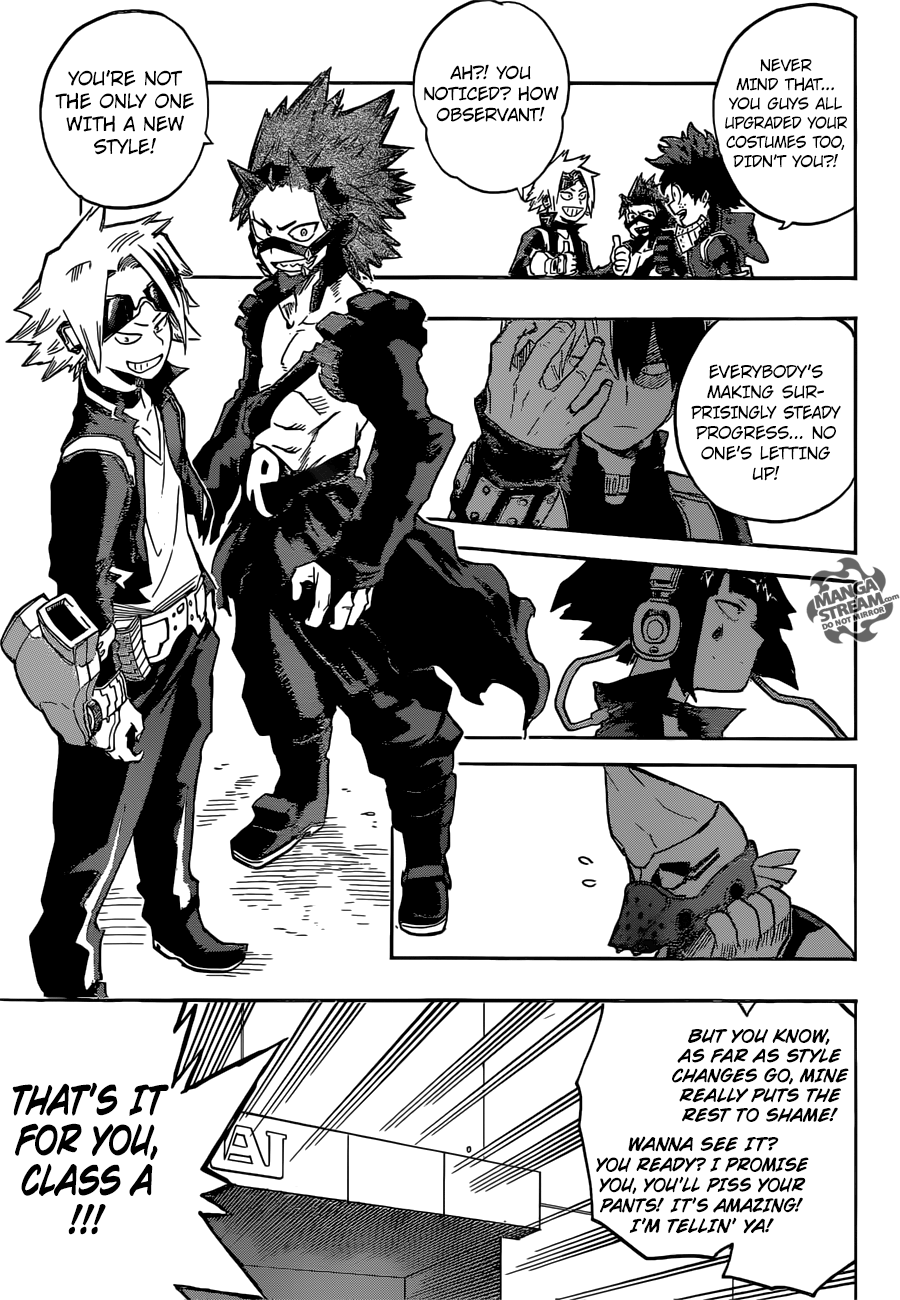 NEVER
MIND THAT...
YOU GUYS ALL
UPGRADED YOUR
COSTUMES TOO,
DIDN'T YOU?!
AH?! YOU
NOTICED? HOW
OBSERVANT!
YOU'RE NOT
THE ONLY ONE
WITH A NEW
STYLE!
EVERYBODY'S
MAKING SUR-
PRISINGLY STEADY
PROGRESS... NO
ONE'S LETTING
UP!
MANGA
STREAM.com
DO NOT MIRROR
BUT YOU KNOW,
AS FAR AS STYLE
CHANGES GO, MINE
REALLY PUTS THE
REST TO SHAME!
WANNA SEE IT?
YOU READY? I PROMISE
YOU, YOU'LL PISS YOUR
PANTS! IT'S AMAZING!
I'M TELLIN' YA!
THAT'S IT
FOR YOU,
CLASS A
!!!